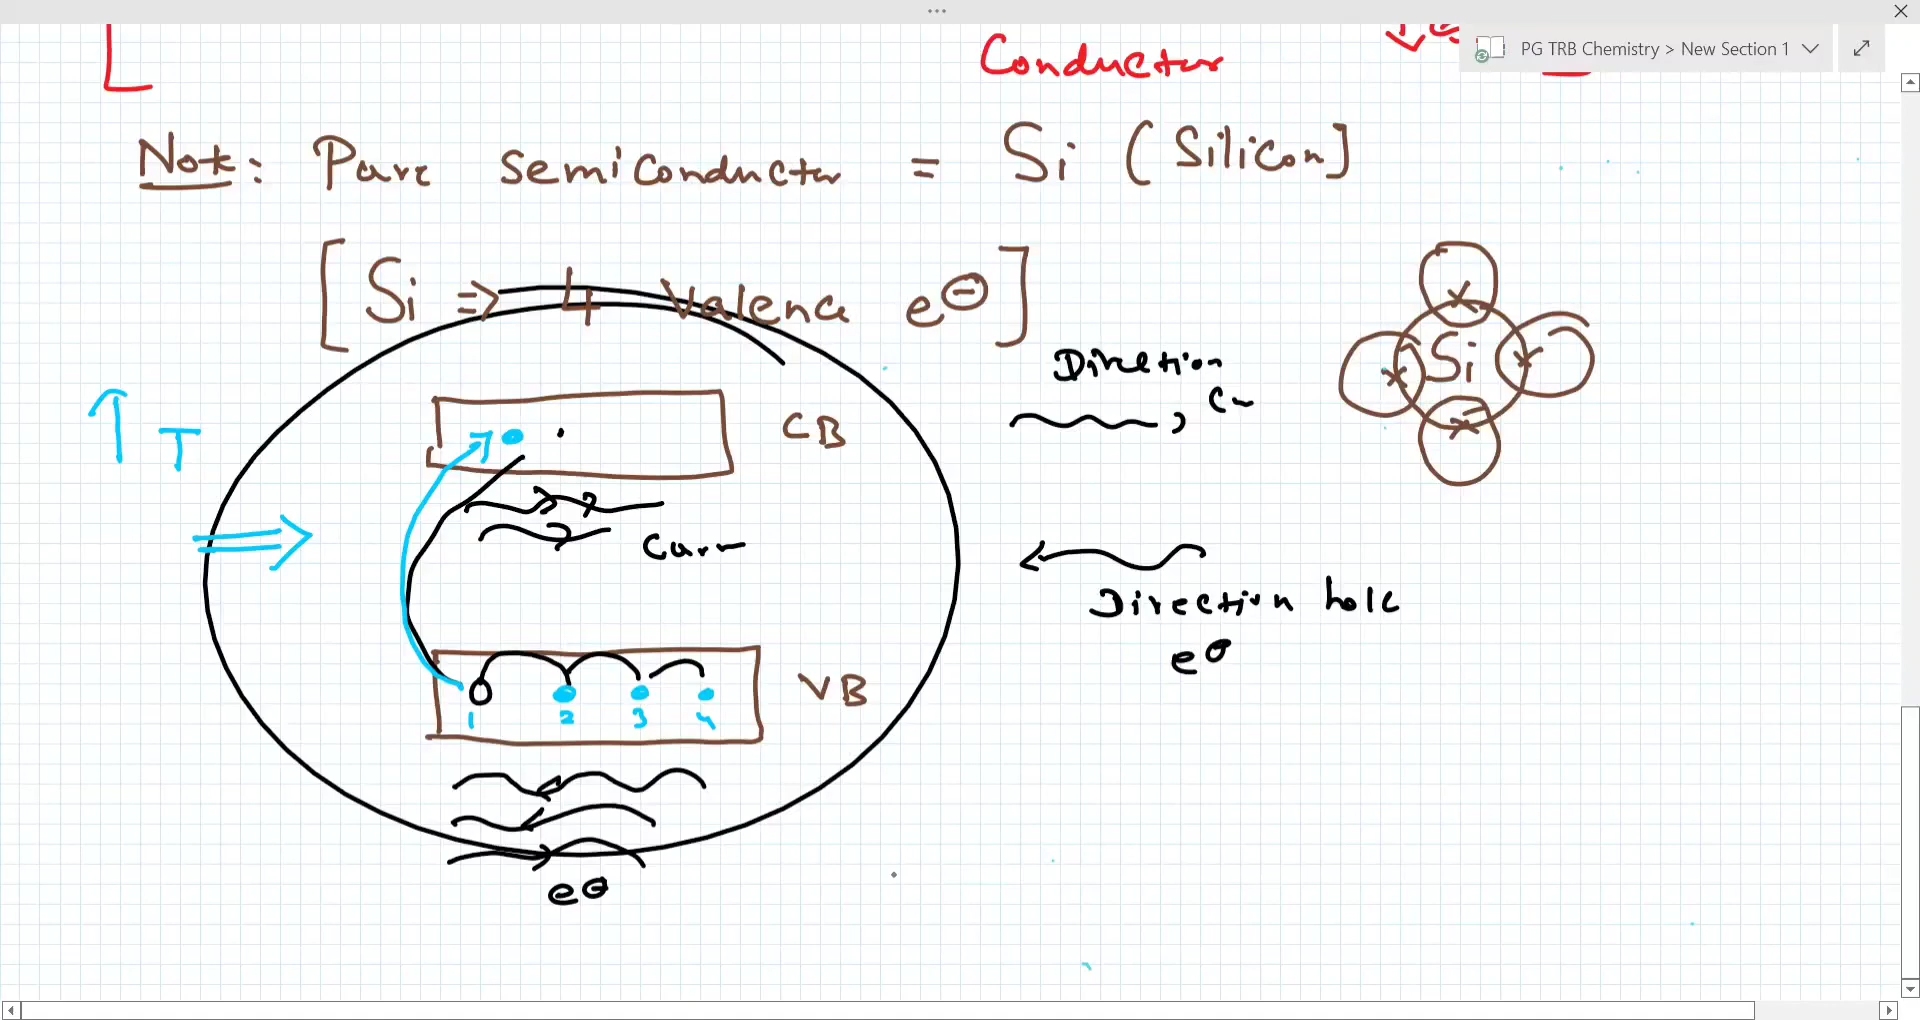 PG TRB Chemistry > New Section 1
Conductor
Note: Pure semiconductor = Si (Silicon]
[Si ⇒ 4 Valence e⊖]
Si
Direction
↑ T
CB
Direction hole
e⊖
VB
1 2 3 4
e⊖